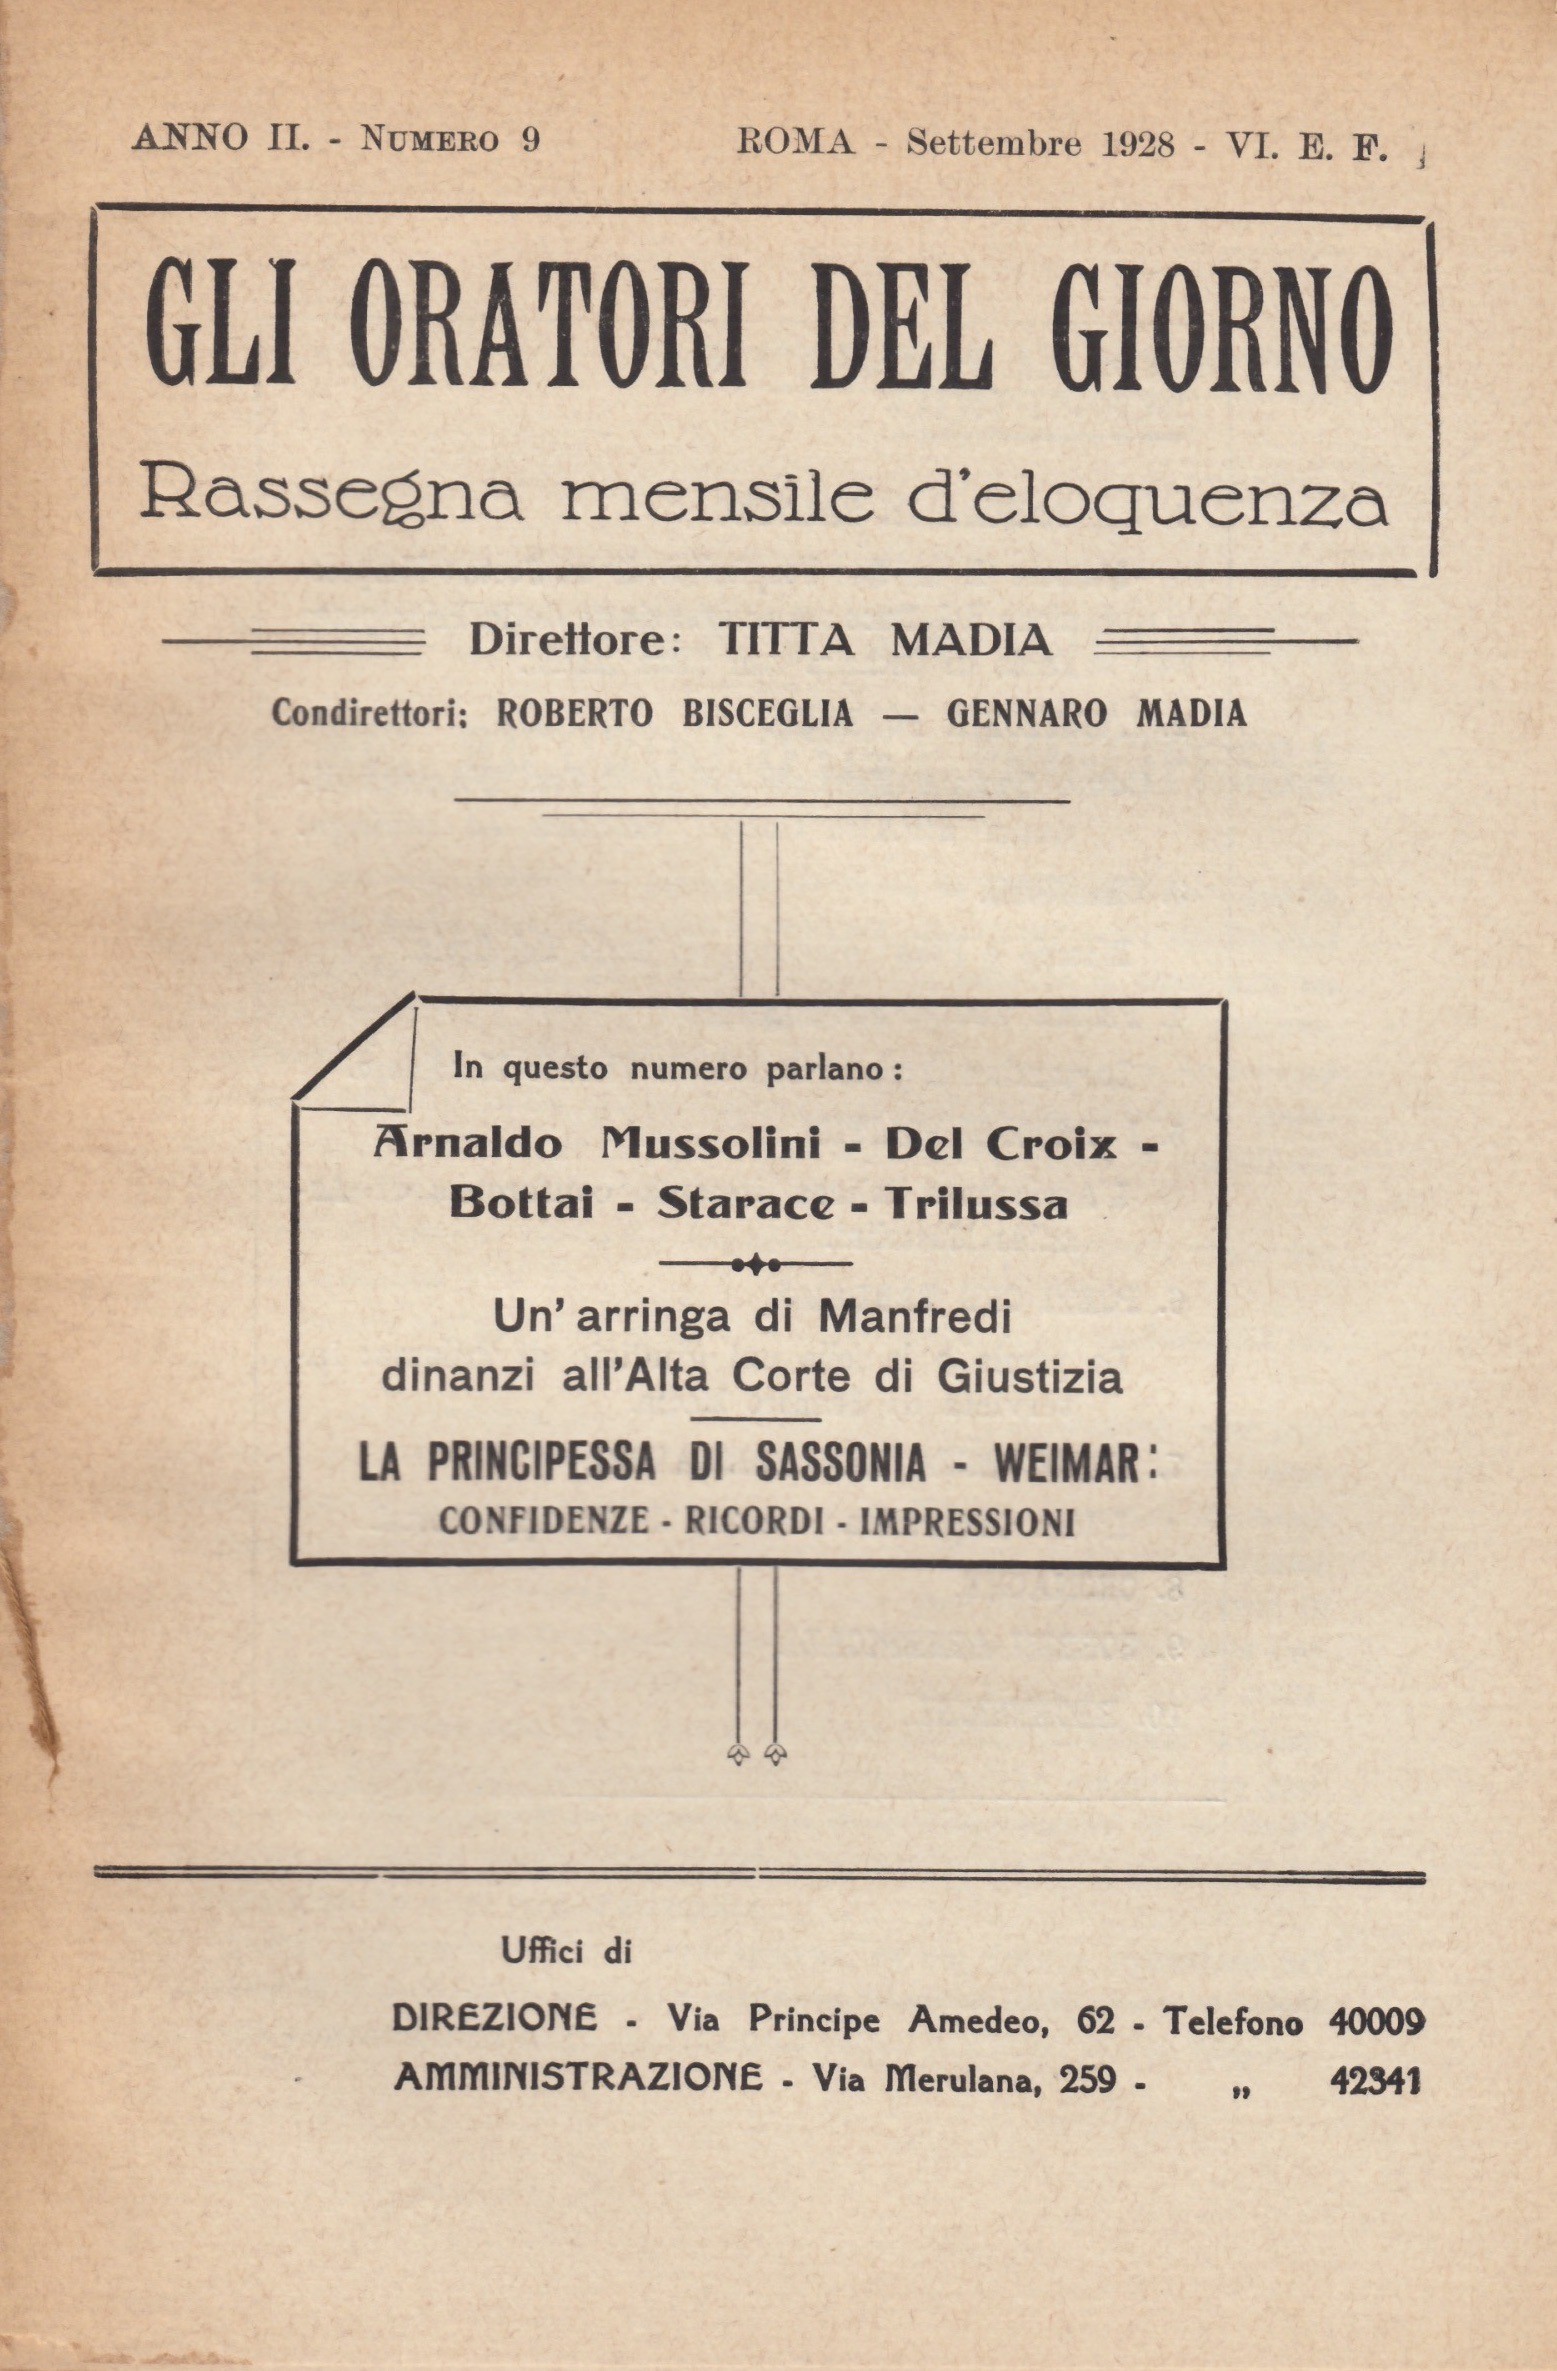 ANNO II. - NUMERO 9 ROMA - Settembre 1928 - VI. E. F.
GLI ORATORI DEL GIORNO
Rassegna mensile d'eloquenza
Direttore: TITTA MADIA
Condirettori: ROBERTO BISCEGLIA — GENNARO MADIA
In questo numero parlano:
Arnaldo Mussolini - Del Croix -
Bottai - Starace - Trilussa
Un' arringa di Manfredi
dinanzi all'Alta Corte di Giustizia
LA PRINCIPESSA DI SASSONIA - WEIMAR:
CONFIDENZE - RICORDI - IMPRESSIONI
Uffici di
DIREZIONE - Via Principe Amedeo, 62 - Telefono 40009
AMMINISTRAZIONE - Via Merulana, 259 - „ 42341